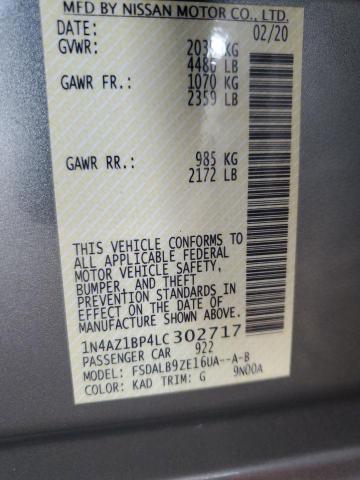 MFD BY NISSAN MOTOR CO., LTD.
DATE: 02/20
GVWR: KG
4486 LB
GAWR FR.: 1070 KG
2359 LB
GAWR RR.: 985 KG
2172 LB
THIS VEHICLE CONFORMS TO
ALL APPLICABLE FEDERAL
MOTOR VEHICLE SAFETY,
BUMPER, AND THEFT
PREVENTION STANDARDS IN
EFFECT ON THE DATE OF
MANUFACTURE SHOWN ABOVE.
1N4AZ1BP4LC302717
PASSENGER CAR 922
MODEL: FSDALB9ZE16UA--A-B
COLOR: KAD TRIM: G 9N00A